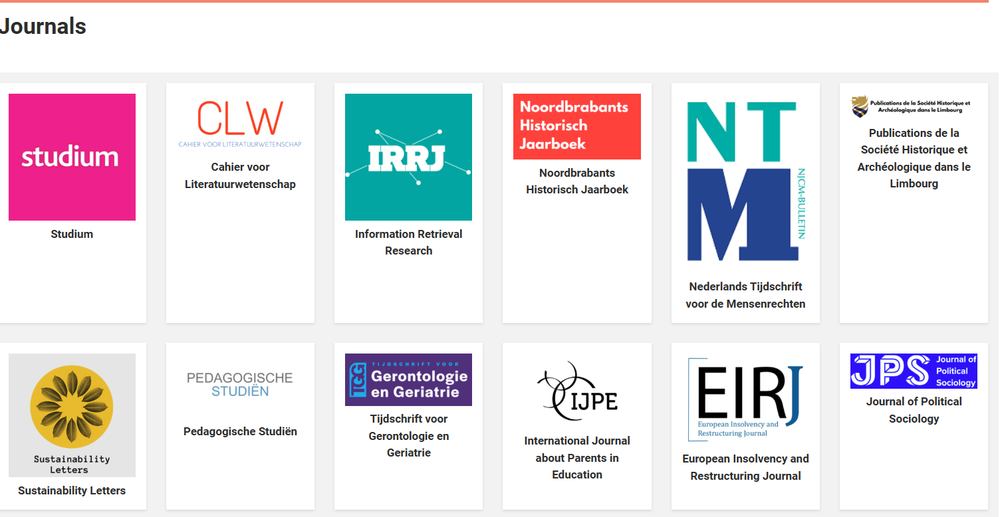 Journals
studium
Studium
CLW
CAHIER VOOR LITERATUURWETENSCHAP
Cahier voor
Literatuurwetenschap
IRRJ
Information Retrieval
Research
Noordbrabants
Historisch
Jaarboek
Noordbrabants
Historisch Jaarboek
NT
M
NJCM-BULLETIN
Nederlands Tijdschrift
voor de Mensenrechten
Publications de la Société Historique et
Archéologique dans le Limbourg
Publications de la
Société Historique et
Archéologique dans le
Limbourg
Sustainability
Letters
Sustainability Letters
PEDAGOGISCHE
STUDIËN
Pedagogische Studiën
TGG
TIJDSCHRIFT VOOR
Gerontologie
en Geriatrie
Tijdschrift voor
Gerontologie en
Geriatrie
IJPE
International Journal
about Parents in
Education
EIRJ
European Insolvency and
Restructuring Journal
European Insolvency and
Restructuring Journal
JPS
Journal of
Political
Sociology
Journal of Political
Sociology